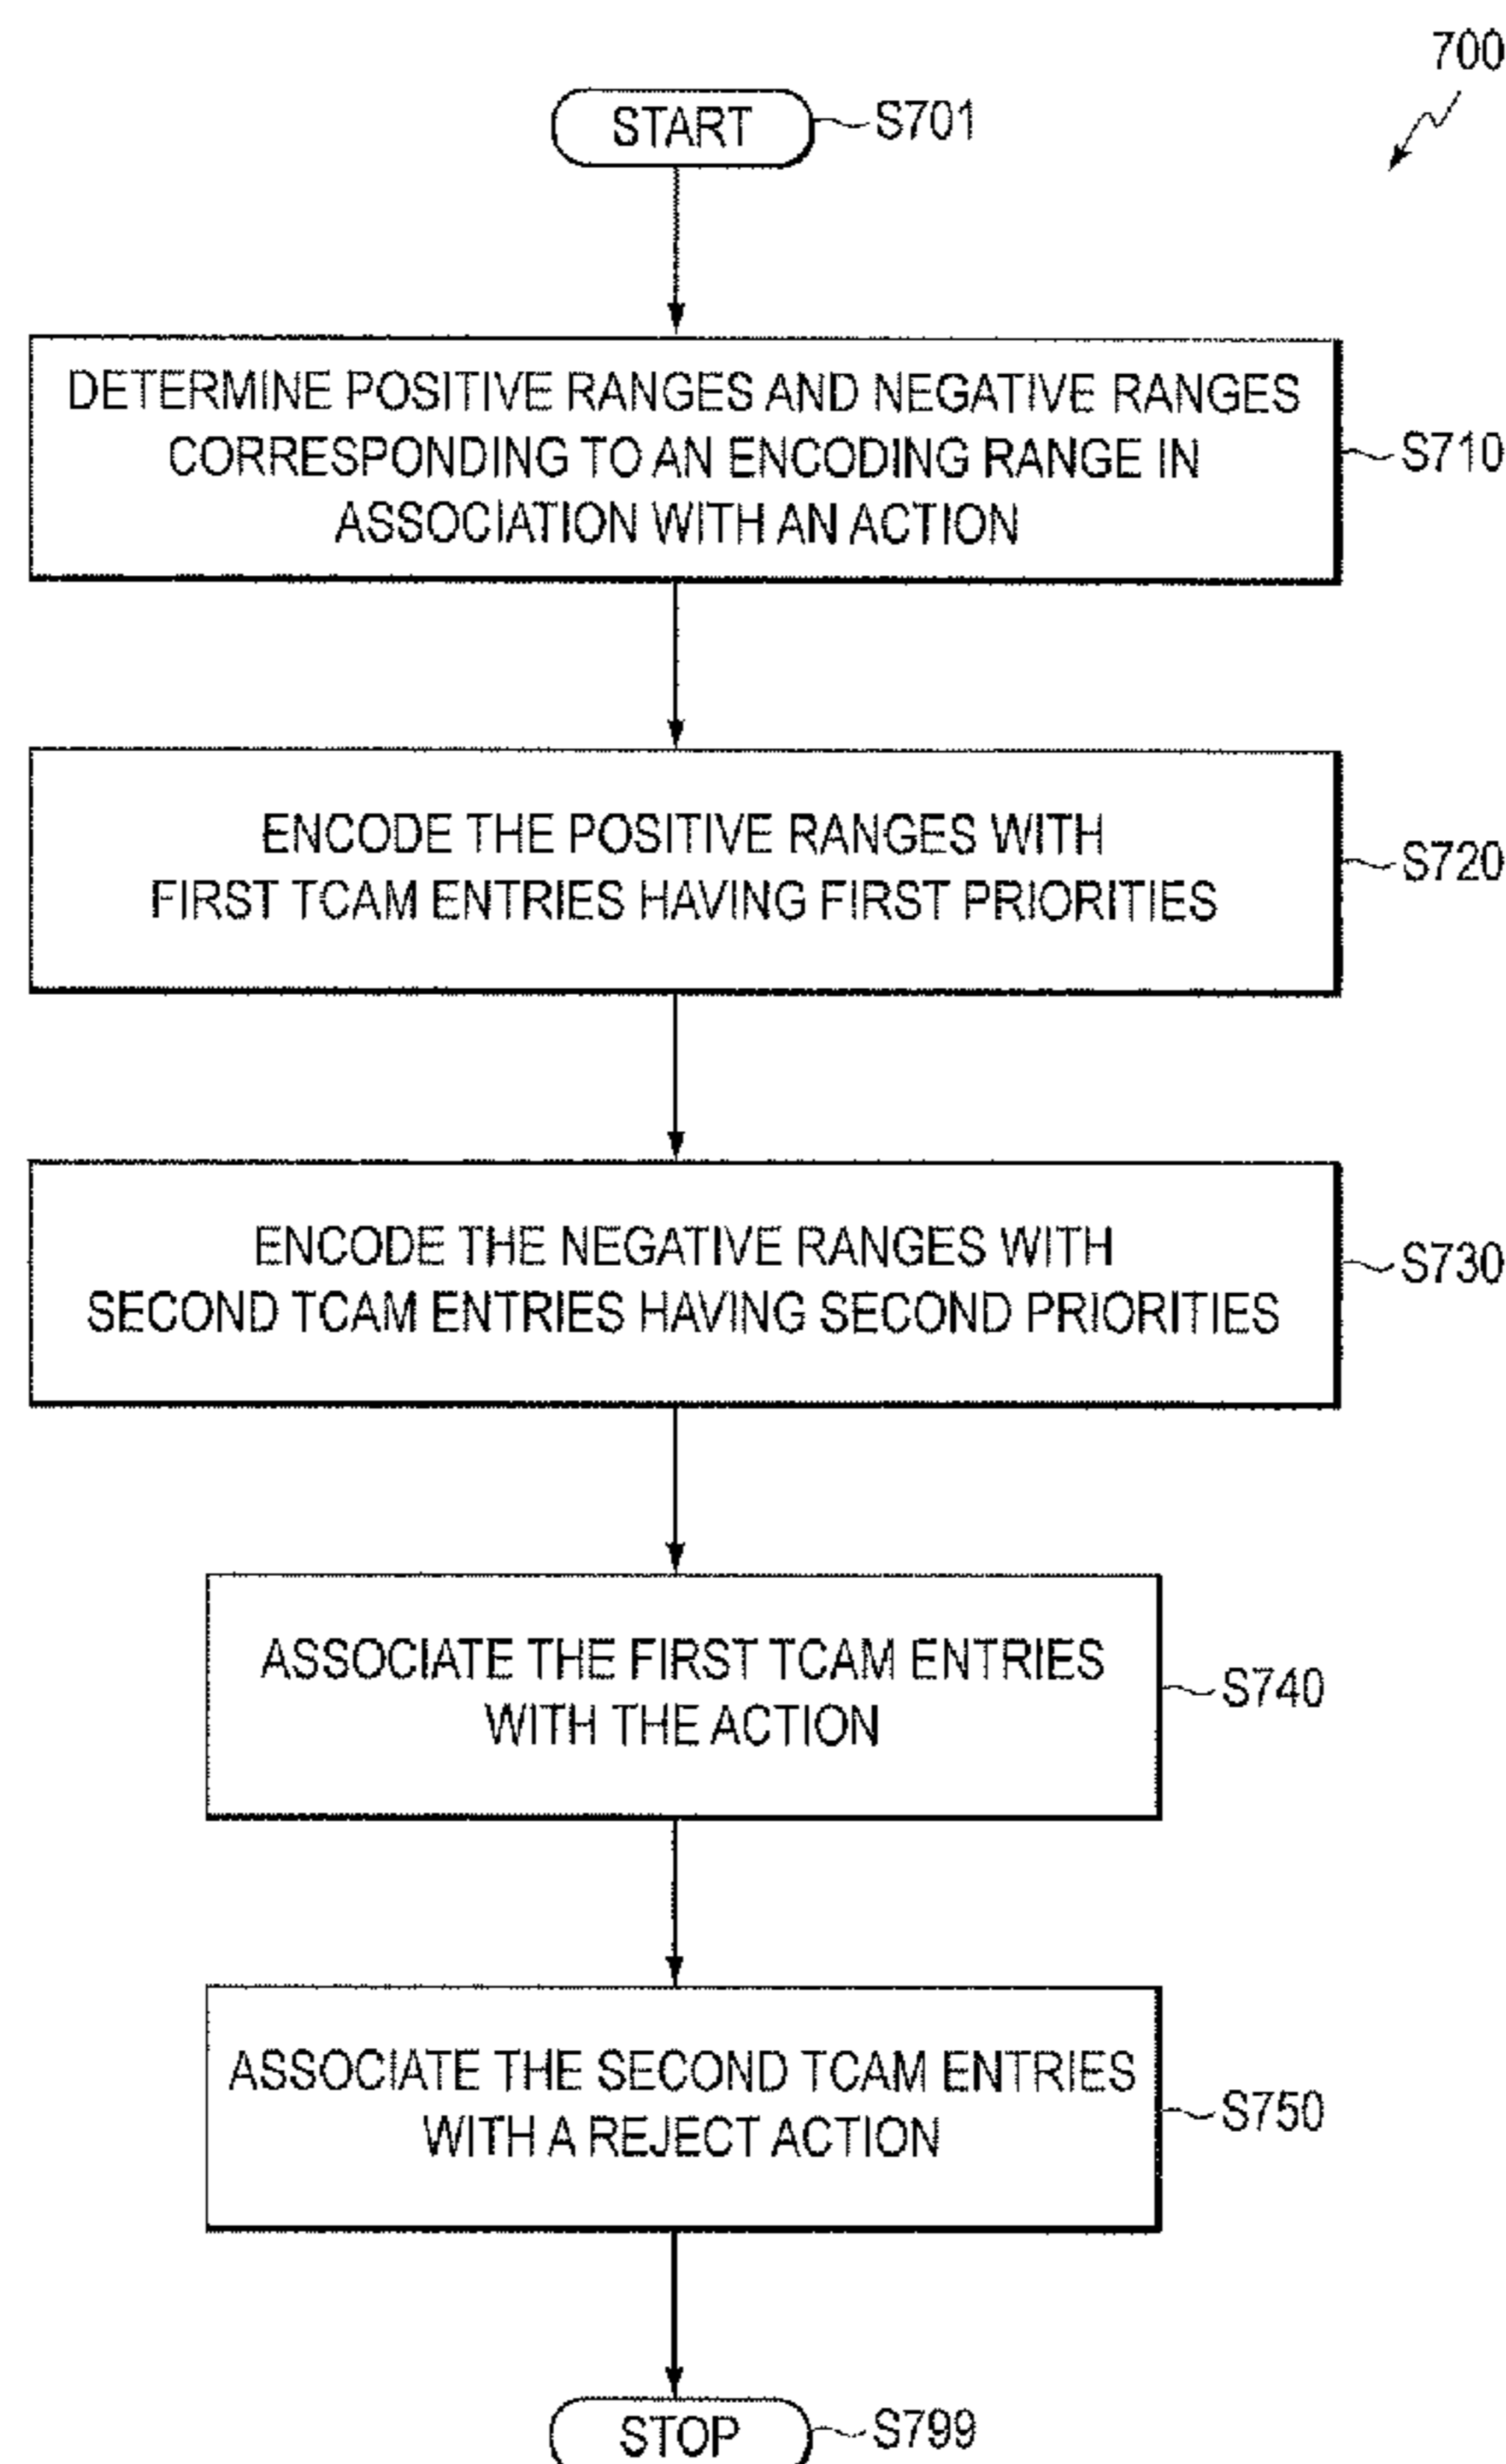 700
START
S701
DETERMINE POSITIVE RANGES AND NEGATIVE RANGES
CORRESPONDING TO AN ENCODING RANGE IN
ASSOCIATION WITH AN ACTION
S710
ENCODE THE POSITIVE RANGES WITH
FIRST TCAM ENTRIES HAVING FIRST PRIORITIES
S720
ENCODE THE NEGATIVE RANGES WITH
SECOND TCAM ENTRIES HAVING SECOND PRIORITIES
S730
ASSOCIATE THE FIRST TCAM ENTRIES
WITH THE ACTION
S740
ASSOCIATE THE SECOND TCAM ENTRIES
WITH A REJECT ACTION
S750
STOP
S799